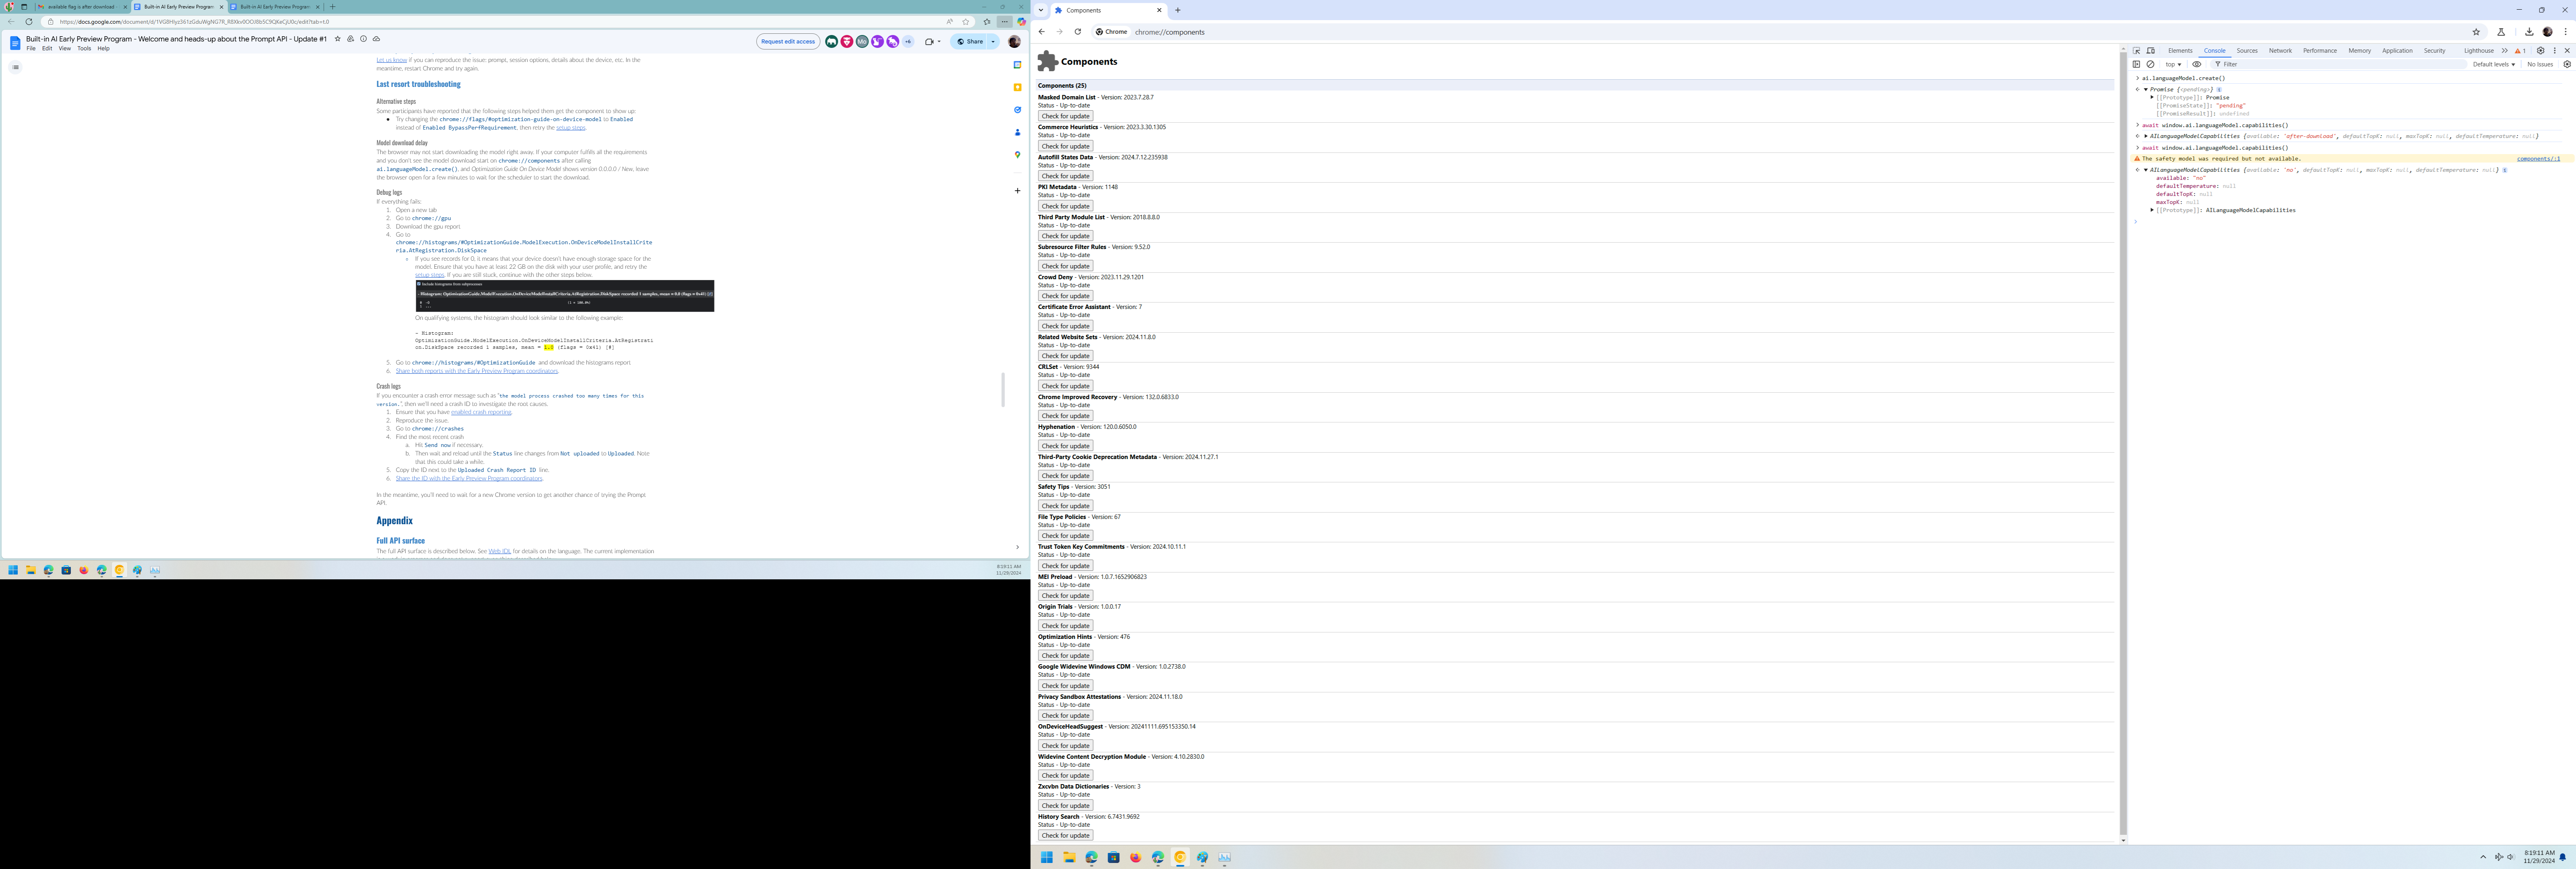 available flag is after-download
Built-in AI Early Preview Program
Built-in AI Early Preview Program
Built-in AI Early Preview Program - Welcome and heads-up about the Prompt API - Update #1
File Edit View Tools Help
Request edit access
Mo
+6
Share
Let us know if you can reproduce the issue: prompt, session options, details about the device, etc. In the
meantime, restart Chrome and try again.
Last resort troubleshooting
Alternative steps
Some participants have reported that the following steps helped them get the component to show up:
● Try changing the chrome://flags/#optimization-guide-on-device-model to Enabled
instead of Enabled BypassPerfRequirement, then retry the setup steps.
Model download delay
The browser may not start downloading the model right away. If your computer fulfills all the requirements
and you don't see the model download start on chrome://components after calling
ai.languageModel.create(), and Optimization Guide On Device Model shows version 0.0.0.0 / New, leave
the browser open for a few minutes to wait for the scheduler to start the download.
Debug logs
If everything fails:
1. Open a new tab
2. Go to chrome://gpu
3. Download the gpu report
4. Go to
chrome://histograms/#OptimizationGuide.ModelExecution.OnDeviceModelInstallCrite
ria.AtRegistration.DiskSpace
If you see records for 0, it means that your device doesn't have enough storage space for the
model. Ensure that you have at least 22 GB on the disk with your user profile, and retry the
setup steps. If you are still stuck, continue with the other steps below.
Include histograms from subprocesses
- Histogram: OptimizationGuide.ModelExecution.OnDeviceModelInstallCriteria.AtRegistration.DiskSpace recorded 1 samples, mean = 0.0 (flags = 0x41) [#]
On qualifying systems, the histogram should look similar to the following example:
- Histogram:
OptimizationGuide.ModelExecution.OnDeviceModelInstallCriteria.AtRegistrati
on.DiskSpace recorded 1 samples, mean = 1.0 (flags = 0x41) [#]
5. Go to chrome://histograms/#OptimizationGuide and download the histograms report
6. Share both reports with the Early Preview Program coordinators.
Crash logs
If you encounter a crash error message such as "the model process crashed too many times for this
version.", then we'll need a crash ID to investigate the root causes.
1. Ensure that you have enabled crash reporting.
2. Reproduce the issue.
3. Go to chrome://crashes
4. Find the most recent crash
a. Hit Send now if necessary.
b. Then wait and reload until the Status line changes from Not uploaded to Uploaded. Note
that this could take a while.
5. Copy the ID next to the Uploaded Crash Report ID line.
6. Share the ID with the Early Preview Program coordinators.
In the meantime, you'll need to wait for a new Chrome version to get another chance of trying the Prompt
API.
Appendix
Full API surface
The full API surface is described below. See Web IDL for details on the language. The current implementation
8:19:11 AM
11/29/2024
Components
Chrome chrome://components
Components
Components (25)
Masked Domain List - Version: 2023.7.28.7
Status - Up-to-date
Check for update
Commerce Heuristics - Version: 2023.3.30.1305
Status - Up-to-date
Check for update
Autofill States Data - Version: 2024.7.12.235938
Status - Up-to-date
Check for update
PKI Metadata - Version: 1148
Status - Up-to-date
Check for update
Third Party Module List - Version: 2018.8.8.0
Status - Up-to-date
Check for update
Subresource Filter Rules - Version: 9.52.0
Status - Up-to-date
Check for update
Crowd Deny - Version: 2023.11.29.1201
Status - Up-to-date
Check for update
Certificate Error Assistant - Version: 7
Status - Up-to-date
Check for update
Related Website Sets - Version: 2024.11.8.0
Status - Up-to-date
Check for update
CRLSet - Version: 9344
Status - Up-to-date
Check for update
Chrome Improved Recovery - Version: 132.0.6833.0
Status - Up-to-date
Check for update
Hyphenation - Version: 120.0.6050.0
Status - Up-to-date
Check for update
Third-Party Cookie Deprecation Metadata - Version: 2024.11.27.1
Status - Up-to-date
Check for update
Safety Tips - Version: 3051
Status - Up-to-date
Check for update
File Type Policies - Version: 67
Status - Up-to-date
Check for update
Trust Token Key Commitments - Version: 2024.10.11.1
Status - Up-to-date
Check for update
MEI Preload - Version: 1.0.7.1652906823
Status - Up-to-date
Check for update
Origin Trials - Version: 1.0.0.17
Status - Up-to-date
Check for update
Optimization Hints - Version: 476
Status - Up-to-date
Check for update
Google Widevine Windows CDM - Version: 1.0.2738.0
Status - Up-to-date
Check for update
Privacy Sandbox Attestations - Version: 2024.11.18.0
Status - Up-to-date
Check for update
OnDeviceHeadSuggest - Version: 20241111.695153350.14
Status - Up-to-date
Check for update
Widevine Content Decryption Module - Version: 4.10.2830.0
Status - Up-to-date
Check for update
Zxcvbn Data Dictionaries - Version: 3
Status - Up-to-date
Check for update
History Search - Version: 6.7431.9692
Status - Up-to-date
Check for update
Elements Console Sources Network Performance Memory Application Security Lighthouse 1
top Filter Default levels No Issues
ai.languageModel.create()
Promise {<pending>}
[[Prototype]]: Promise
[[PromiseState]]: "pending"
[[PromiseResult]]: undefined
await window.ai.languageModel.capabilities()
AILanguageModelCapabilities {available: 'after-download', defaultTopK: null, maxTopK: null, defaultTemperature: null}
await window.ai.languageModel.capabilities()
The safety model was required but not available. components/:1
AILanguageModelCapabilities {available: 'no', defaultTopK: null, maxTopK: null, defaultTemperature: null}
available: "no"
defaultTemperature: null
defaultTopK: null
maxTopK: null
[[Prototype]]: AILanguageModelCapabilities
8:19:11 AM
11/29/2024